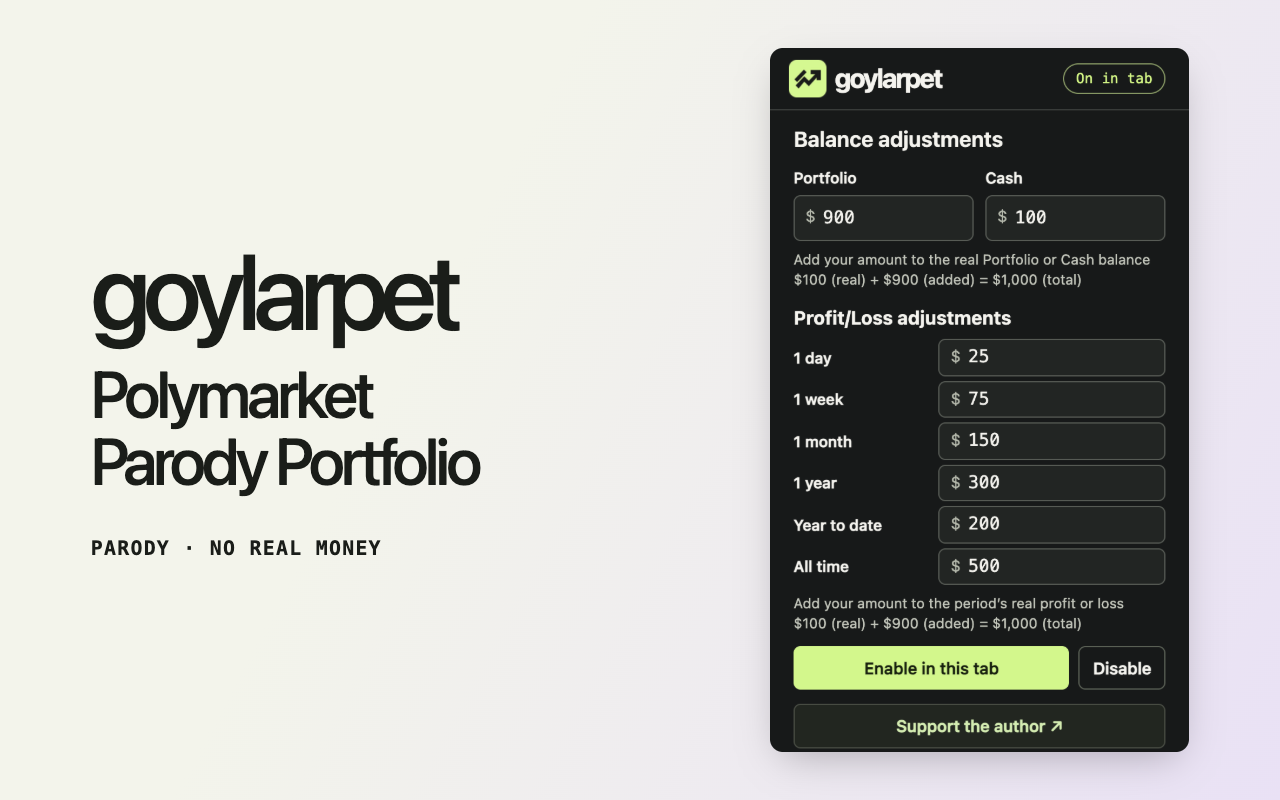 goylarpet
Polymarket
Parody Portfolio
PARODY · NO REAL MONEY
goylarpet
On in tab
Balance adjustments
Portfolio Cash
$ 900 $ 100
Add your amount to the real Portfolio or Cash balance
$100 (real) + $900 (added) = $1,000 (total)
Profit/Loss adjustments
1 day $ 25
1 week $ 75
1 month $ 150
1 year $ 300
Year to date $ 200
All time $ 500
Add your amount to the period's real profit or loss
$100 (real) + $900 (added) = $1,000 (total)
Enable in this tab Disable
Support the author ↗